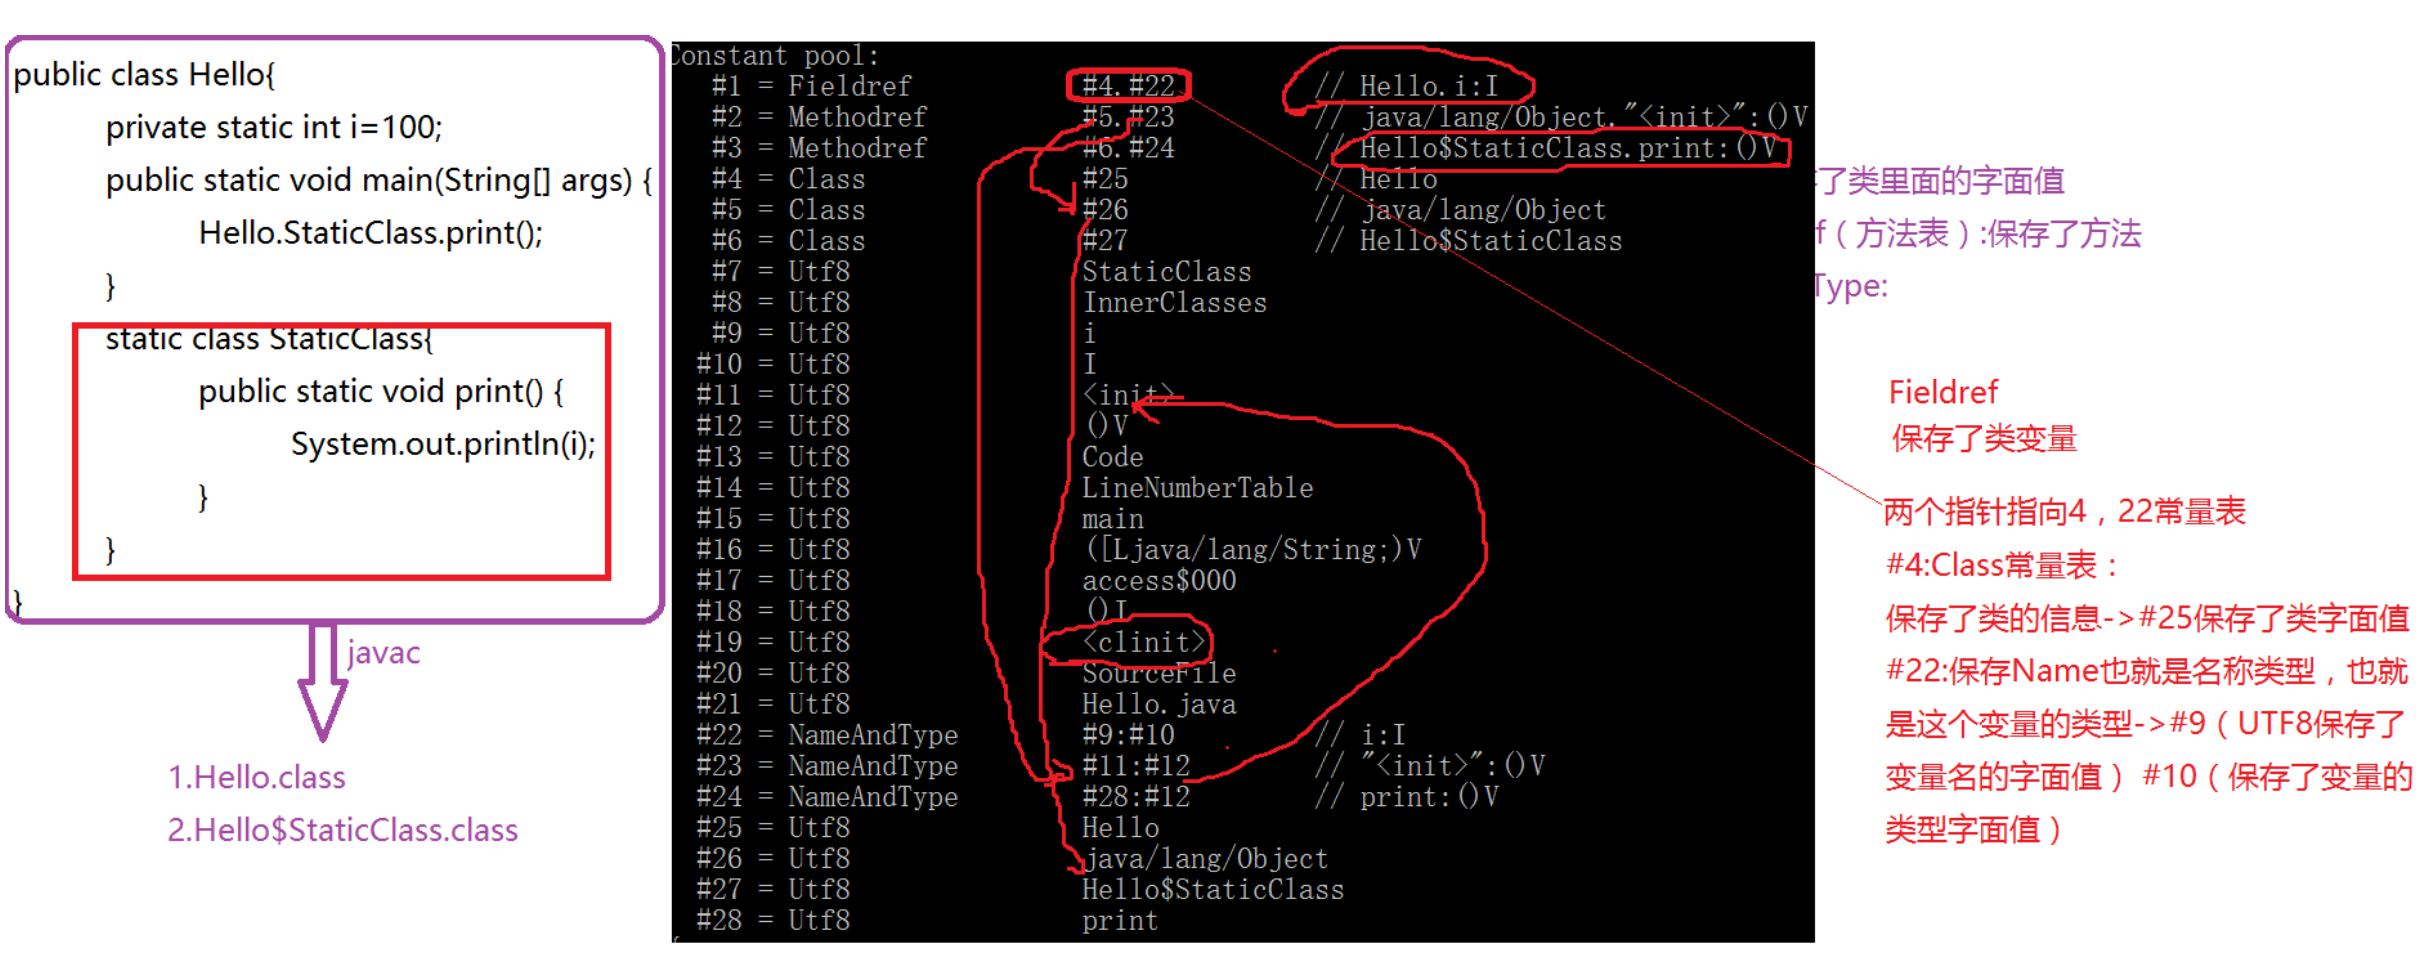 public class Hello{
private static int i=100;
public static void main(String[] args) {
Hello.StaticClass.print();
}
static class StaticClass{
public static void print() {
System.out.println(i);
}
}
}
javac
1.Hello.class
2.Hello$StaticClass.class
Constant pool:
#1 = Fieldref #4.#22 // Hello.i:I
#2 = Methodref #5.#23 // java/lang/Object."<init>":()V
#3 = Methodref #6.#24 // Hello$StaticClass.print:()V
#4 = Class #25 // Hello
#5 = Class #26 // java/lang/Object
#6 = Class #27 // Hello$StaticClass
#7 = Utf8 StaticClass
#8 = Utf8 InnerClasses
#9 = Utf8 i
#10 = Utf8 I
#11 = Utf8 <init>
#12 = Utf8 ()V
#13 = Utf8 Code
#14 = Utf8 LineNumberTable
#15 = Utf8 main
#16 = Utf8 ([Ljava/lang/String;)V
#17 = Utf8 access$000
#18 = Utf8 ()I
#19 = Utf8 <clinit>
#20 = Utf8 SourceFile
#21 = Utf8 Hello.java
#22 = NameAndType #9:#10 // i:I
#23 = NameAndType #11:#12 // "<init>":()V
#24 = NameAndType #28:#12 // print:()V
#25 = Utf8 Hello
#26 = Utf8 java/lang/Object
#27 = Utf8 Hello$StaticClass
#28 = Utf8 print
了类里面的字面值
f（方法表）:保存了方法
Type:
Fieldref
保存了类变量
两个指针指向4，22常量表
#4:Class常量表：
保存了类的信息->#25保存了类字面值
#22:保存Name也就是名称类型，也就
是这个变量的类型->#9（UTF8保存了
变量名的字面值）#10（保存了变量的
类型字面值）